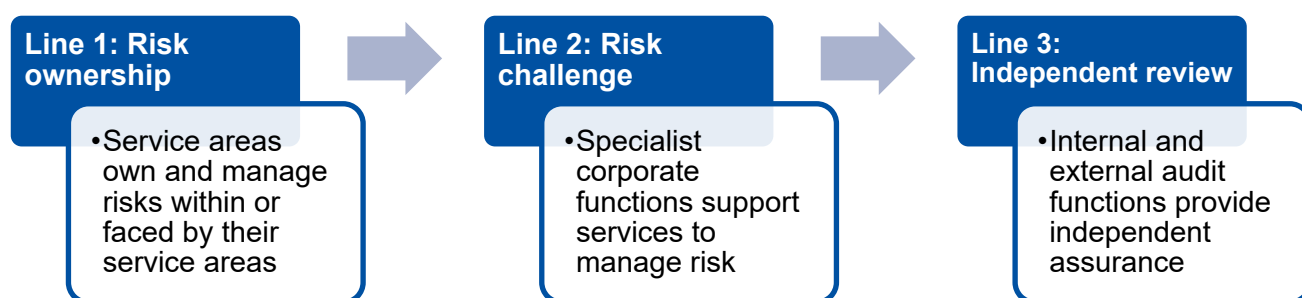 Line 1: Risk
ownership
•Service areas
own and manage
risks within or
faced by their
service areas
Line 2: Risk
challenge
•Specialist
corporate
functions support
services to
manage risk
Line 3:
Independent review
•Internal and
external audit
functions provide
independent
assurance